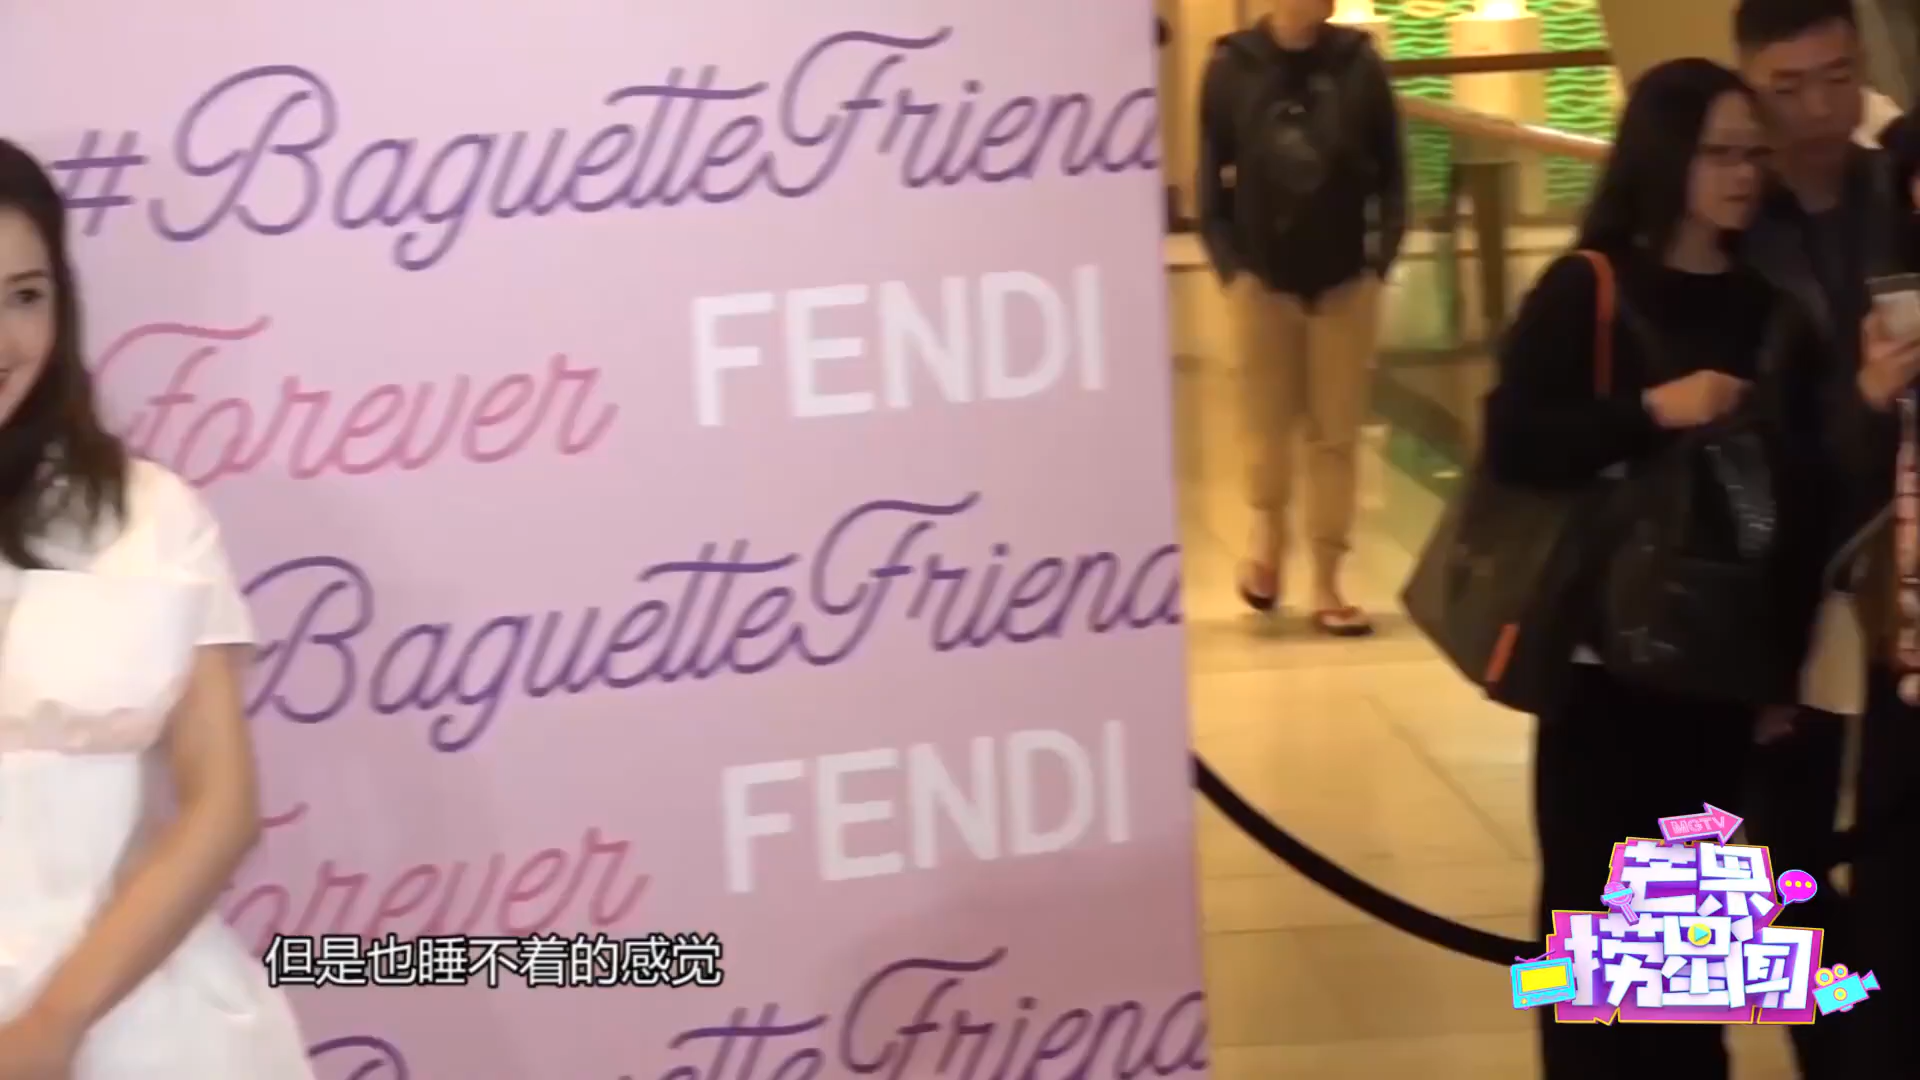 #BaguetteFriend
Forever FENDI
BaguetteFriend
Forever FENDI
但是也睡不着的感觉
BaguetteFriend
MGTV
芒果
捞星闻